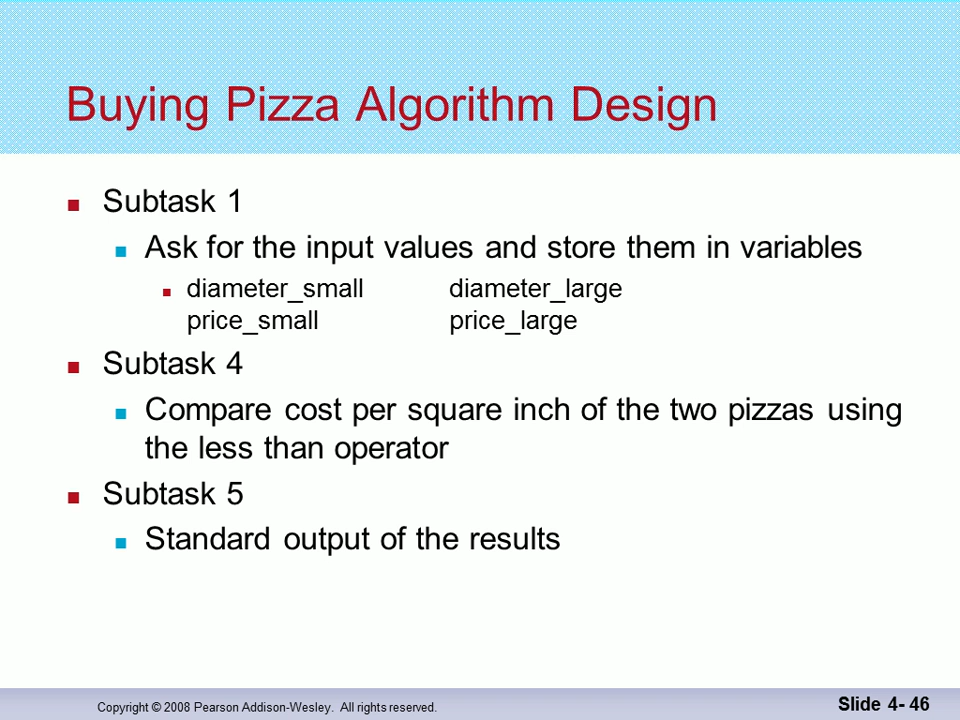 Buying Pizza Algorithm Design
Subtask 1
Ask for the input values and store them in variables
diameter_small diameter_large
price_small price_large
Subtask 4
Compare cost per square inch of the two pizzas using
the less than operator
Subtask 5
Standard output of the results
Copyright © 2008 Pearson Addison-Wesley. All rights reserved.
Slide 4- 46